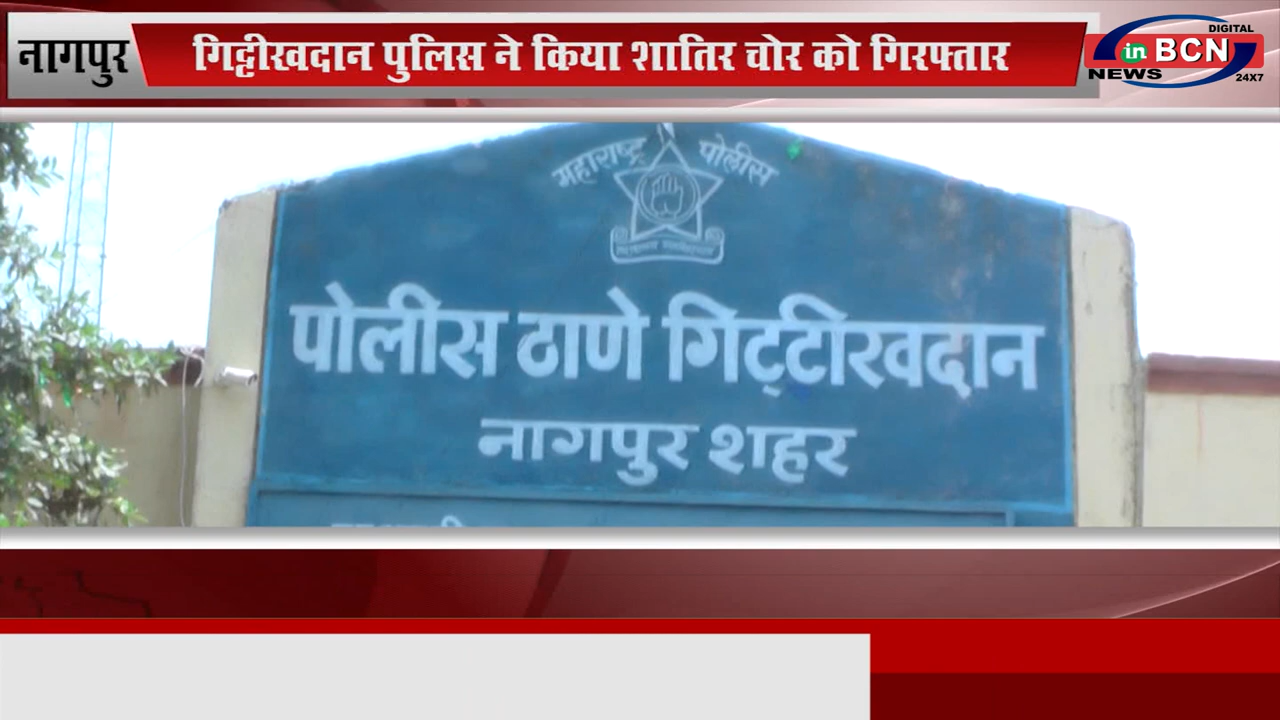 नागपुर
गिट्टीखदान पुलिस ने किया शातिर चोर को गिरफ्तार
DIGITAL
in BCN
NEWS 24X7
महाराष्ट्र पोलीस
पोलीस ठाणे गिट्टीखदान
नागपुर शहर